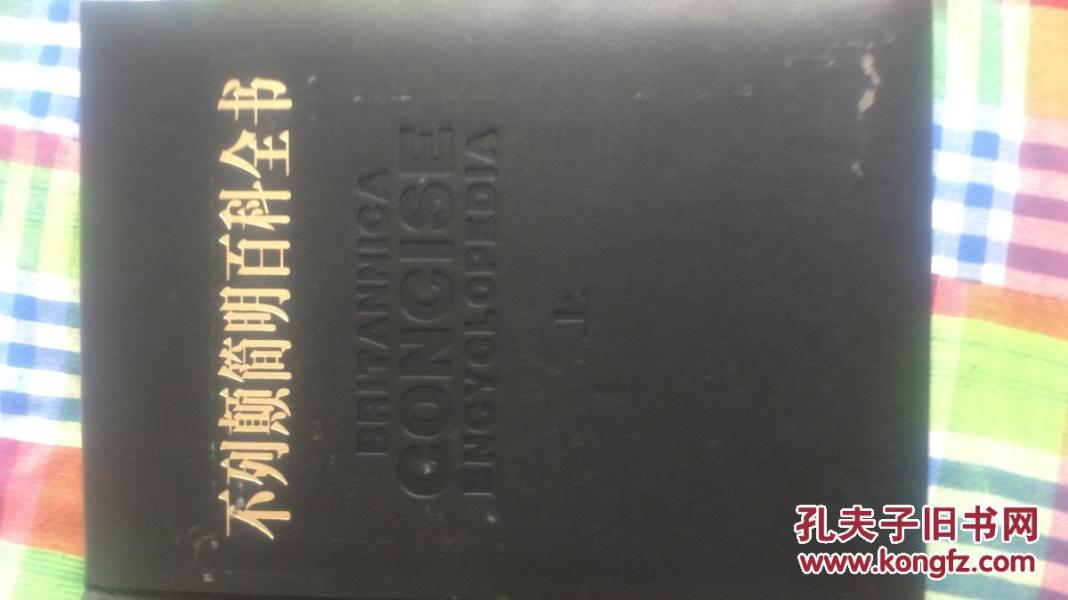 不列颠简明百科全书
BRITANNICA
CONCISE
ENCYCLOPEDIA
上
孔夫子旧书网
www.kongfz.com